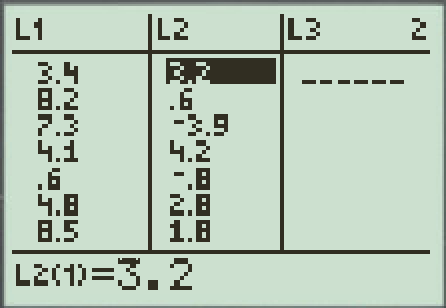 L1 L2 L3 2
3.4 3.2 ------
8.2 .6
7.3 -3.9
4.1 4.2
.6 -.8
4.8 2.8
8.5 1.8
L2(1)=3.2